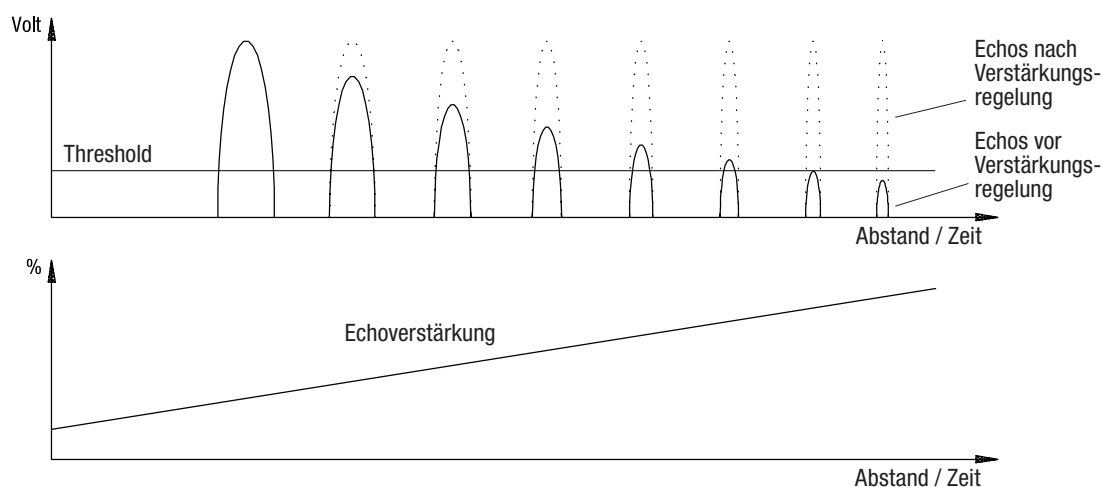 Volt
Echos nach
Verstärkungs-
regelung
Threshold
Echos vor
Verstärkungs-
regelung
Abstand / Zeit
%
Echoverstärkung
Abstand / Zeit